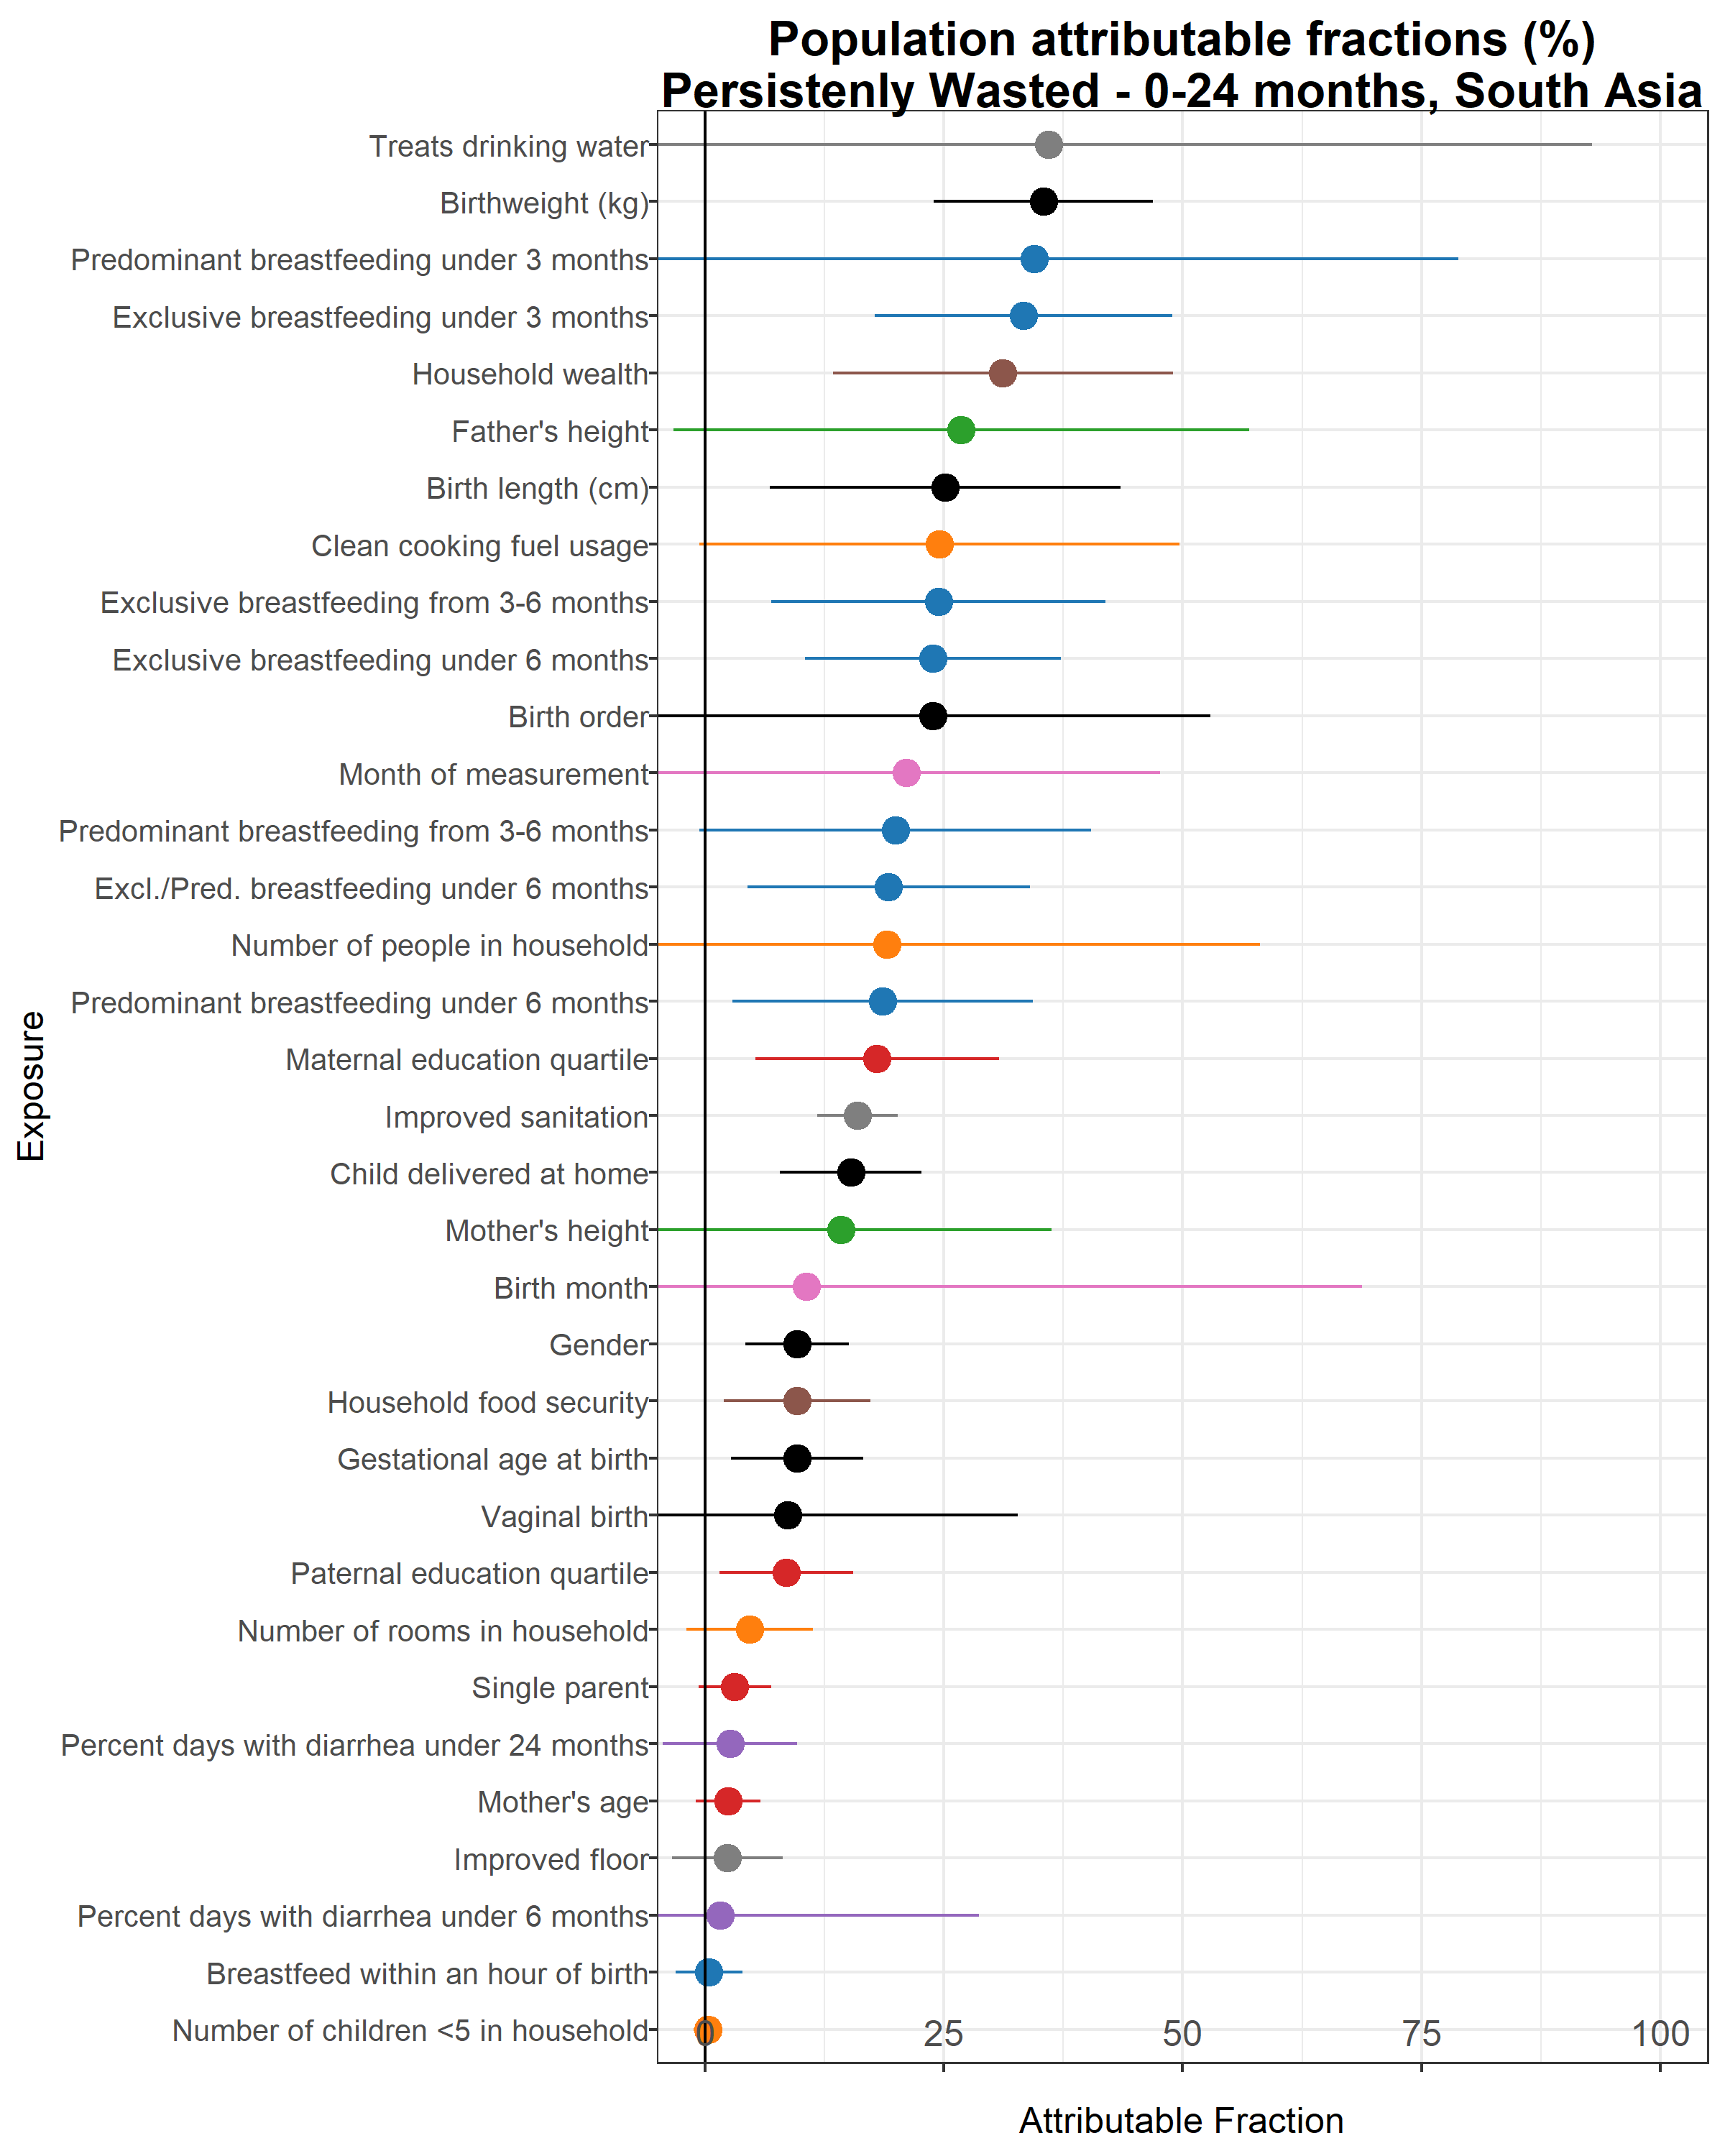 Population attributable fractions (%)
Persistenly Wasted - 0-24 months, South Asia
Treats drinking water
Birthweight (kg)
Predominant breastfeeding under 3 months
Exclusive breastfeeding under 3 months
Household wealth
Father's height
Birth length (cm)
Clean cooking fuel usage
Exclusive breastfeeding from 3-6 months
Exclusive breastfeeding under 6 months
Birth order
Month of measurement
Predominant breastfeeding from 3-6 months
Excl./Pred. breastfeeding under 6 months
Number of people in household
Predominant breastfeeding under 6 months
Maternal education quartile
Improved sanitation
Child delivered at home
Mother's height
Birth month
Gender
Household food security
Gestational age at birth
Vaginal birth
Paternal education quartile
Number of rooms in household
Single parent
Percent days with diarrhea under 24 months
Mother's age
Improved floor
Percent days with diarrhea under 6 months
Breastfeed within an hour of birth
Number of children <5 in household
Exposure
0 25 50 75 100
Attributable Fraction